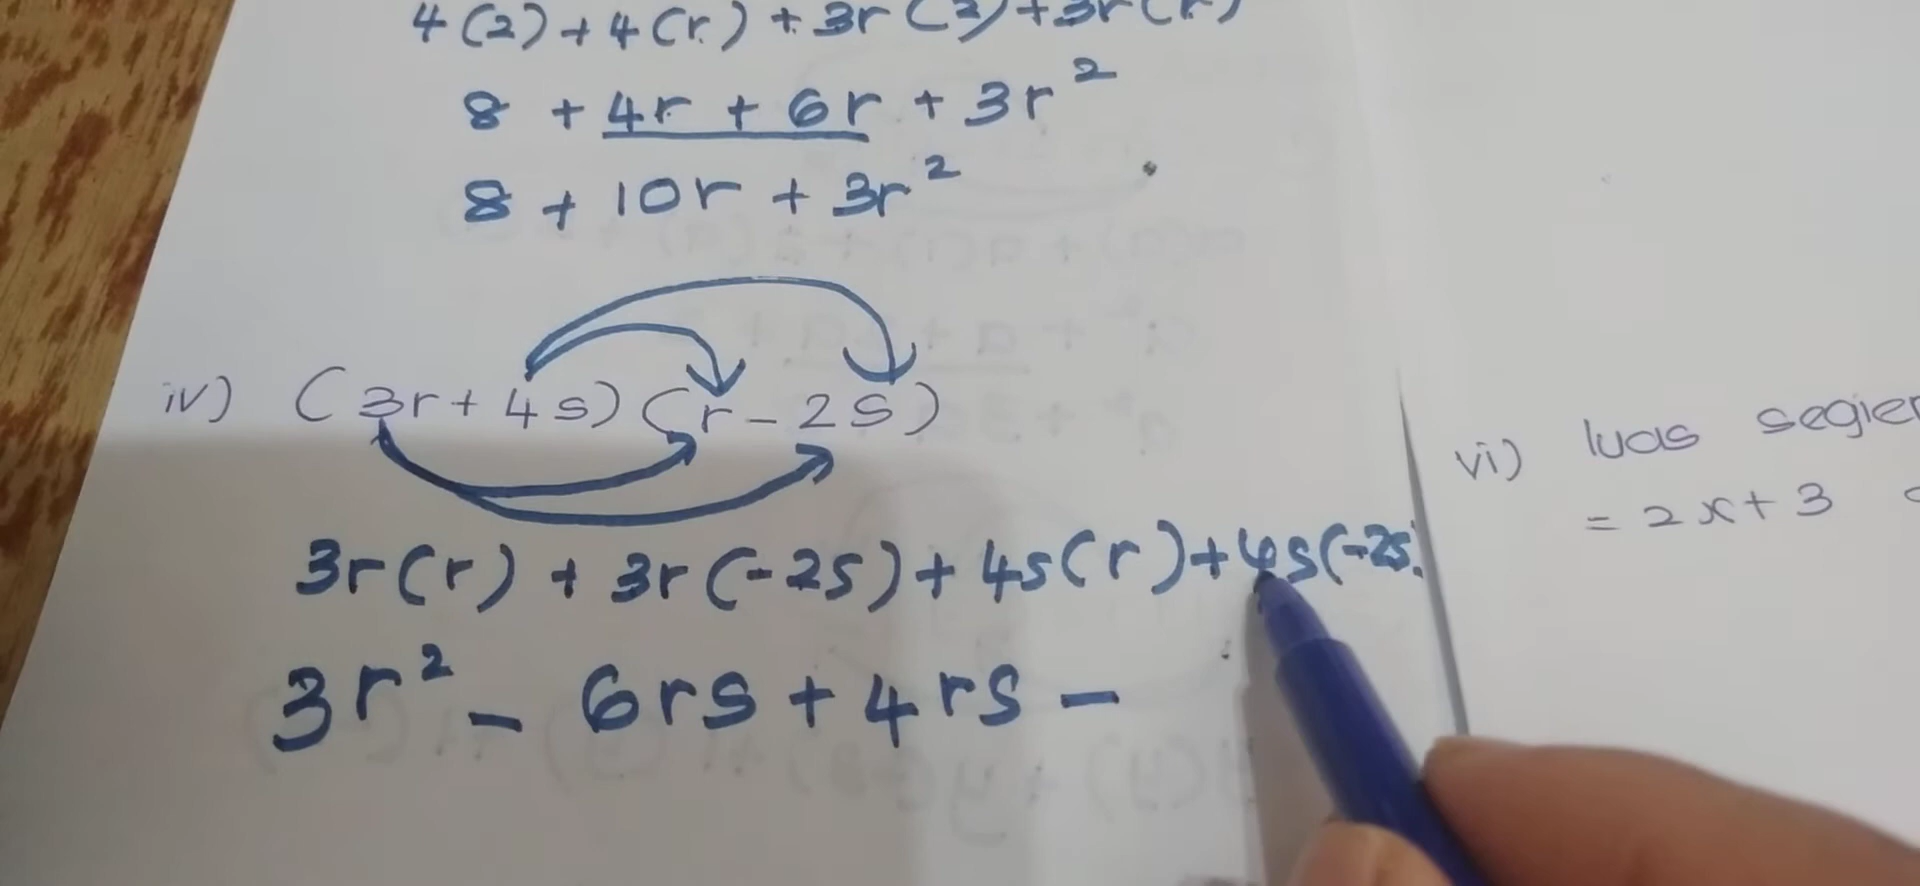 4(2) + 4(r) + 3r(2) + 3r(r)
8 + 4r + 6r + 3r²
8 + 10r + 3r²
iv) (3r + 4s)(r - 2s)
3r(r) + 3r(-2s) + 4s(r) + 4s(-2s
3r² - 6rs + 4rs -
vi) luas
= 2x + 3